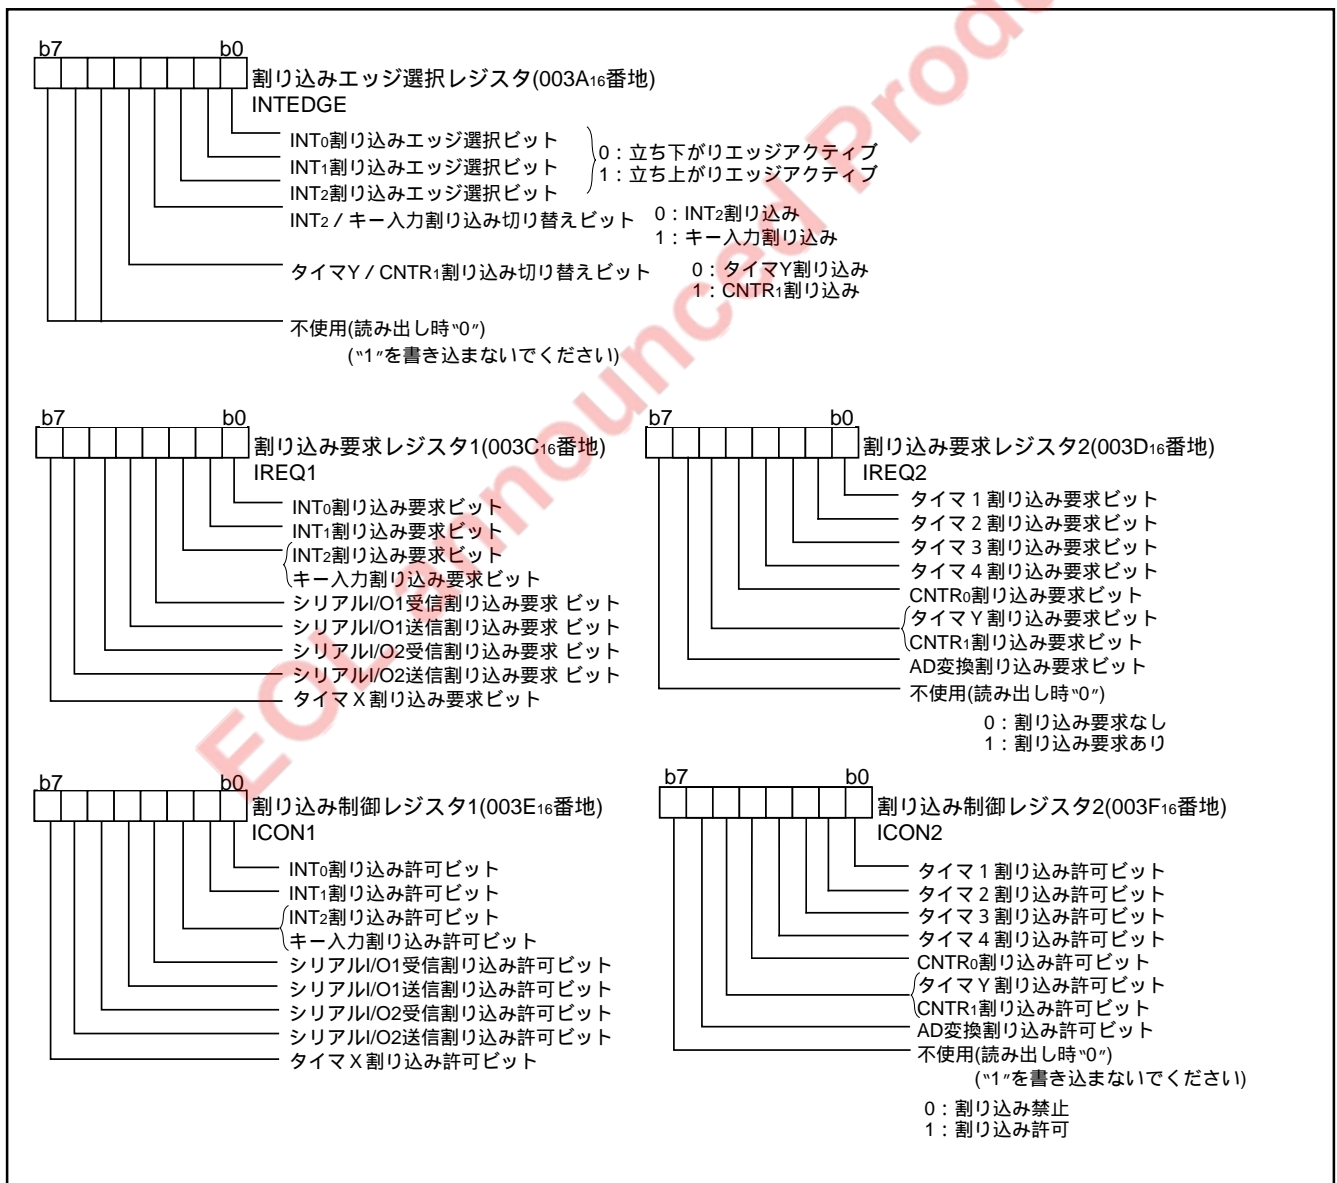 b7 b0
割り込みエッジ選択レジスタ(003A16番地)
INTEDGE
INT0割り込みエッジ選択ビット
INT1割り込みエッジ選択ビット
INT2割り込みエッジ選択ビット
0：立ち下がりエッジアクティブ
1：立ち上がりエッジアクティブ
INT2 / キー入力割り込み切り替えビット
0：INT2割り込み
1：キー入力割り込み
タイマY / CNTR1割り込み切り替えビット
0：タイマY割り込み
1：CNTR1割り込み
不使用(読み出し時“0”)
(“1”を書き込まないでください)
b7 b0
割り込み要求レジスタ1(003C16番地)
IREQ1
INT0割り込み要求ビット
INT1割り込み要求ビット
INT2割り込み要求ビット
キー入力割り込み要求ビット
シリアルI/O1受信割り込み要求 ビット
シリアルI/O1送信割り込み要求 ビット
シリアルI/O2受信割り込み要求 ビット
シリアルI/O2送信割り込み要求 ビット
タイマX割り込み要求ビット
b7 b0
割り込み要求レジスタ2(003D16番地)
IREQ2
タイマ1割り込み要求ビット
タイマ2割り込み要求ビット
タイマ3割り込み要求ビット
タイマ4割り込み要求ビット
CNTR0割り込み要求ビット
タイマY割り込み要求ビット
CNTR1割り込み要求ビット
AD変換割り込み要求ビット
不使用(読み出し時“0”)
0：割り込み要求なし
1：割り込み要求あり
b7 b0
割り込み制御レジスタ1(003E16番地)
ICON1
INT0割り込み許可ビット
INT1割り込み許可ビット
INT2割り込み許可ビット
キー入力割り込み許可ビット
シリアルI/O1受信割り込み許可ビット
シリアルI/O1送信割り込み許可ビット
シリアルI/O2受信割り込み許可ビット
シリアルI/O2送信割り込み許可ビット
タイマX割り込み許可ビット
b7 b0
割り込み制御レジスタ2(003F16番地)
ICON2
タイマ1割り込み許可ビット
タイマ2割り込み許可ビット
タイマ3割り込み許可ビット
タイマ4割り込み許可ビット
CNTR0割り込み許可ビット
タイマY割り込み許可ビット
CNTR1割り込み許可ビット
AD変換割り込み許可ビット
不使用(読み出し時“0”)
(“1”を書き込まないでください)
0：割り込み禁止
1：割り込み許可
EOL announced Produ